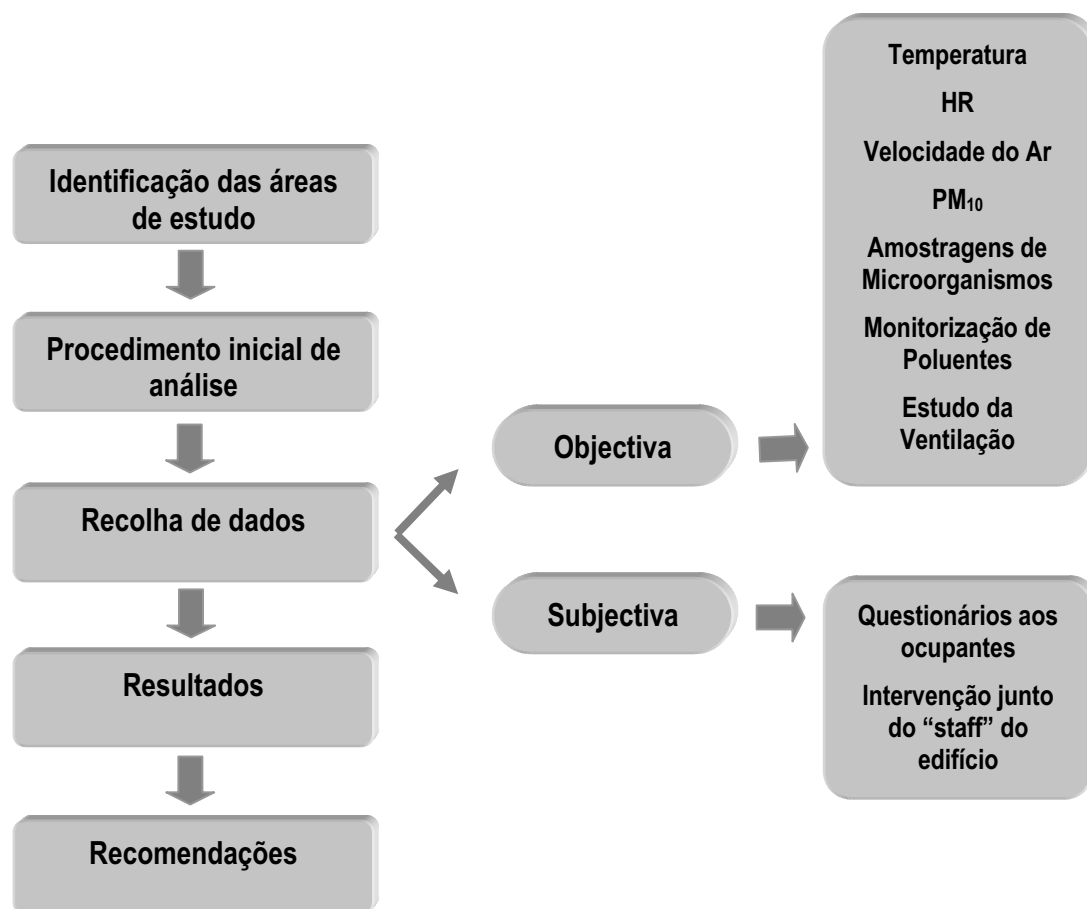 Identificação das áreas
de estudo
Procedimento inicial de
análise
Recolha de dados
Resultados
Recomendações
Objectiva
Subjectiva
Temperatura
HR
Velocidade do Ar
PM₁₀
Amostragens de
Microorganismos
Monitorização de
Poluentes
Estudo da
Ventilação
Questionários aos
ocupantes
Intervenção junto
do “staff” do
edifício